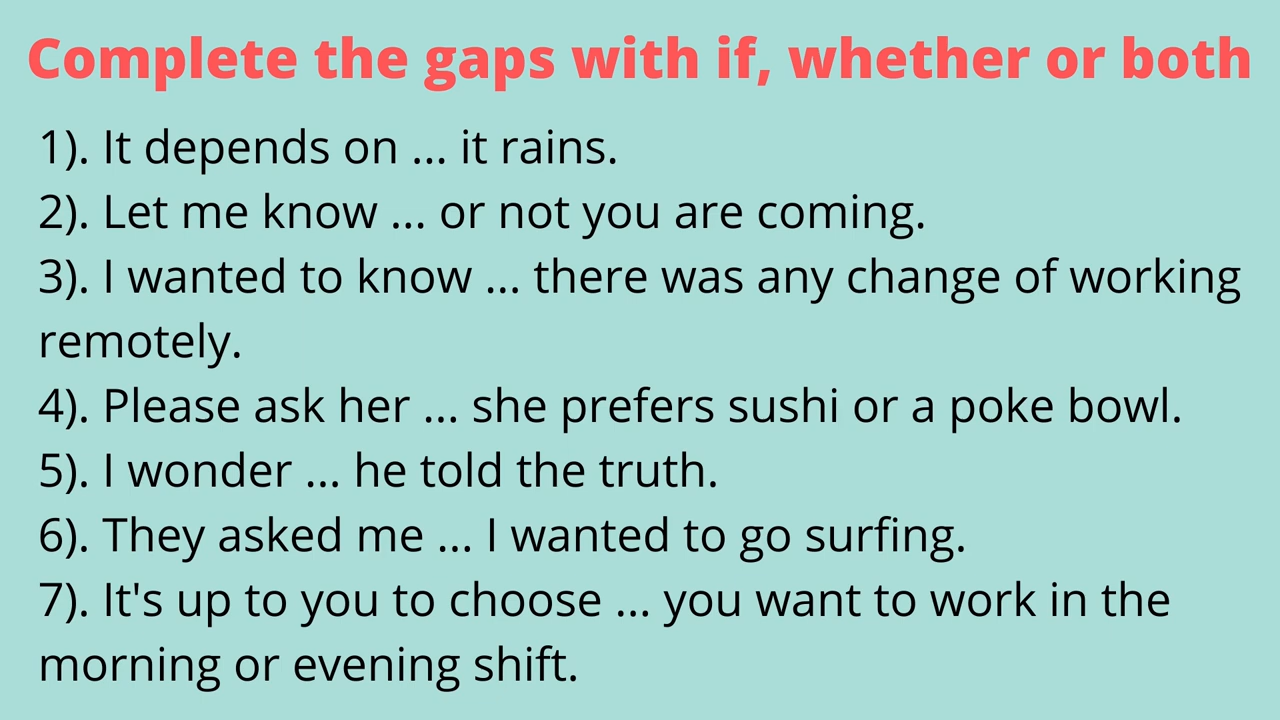 Complete the gaps with if, whether or both
1). It depends on ... it rains.
2). Let me know ... or not you are coming.
3). I wanted to know ... there was any change of working
remotely.
4). Please ask her ... she prefers sushi or a poke bowl.
5). I wonder ... he told the truth.
6). They asked me ... I wanted to go surfing.
7). It's up to you to choose ... you want to work in the
morning or evening shift.